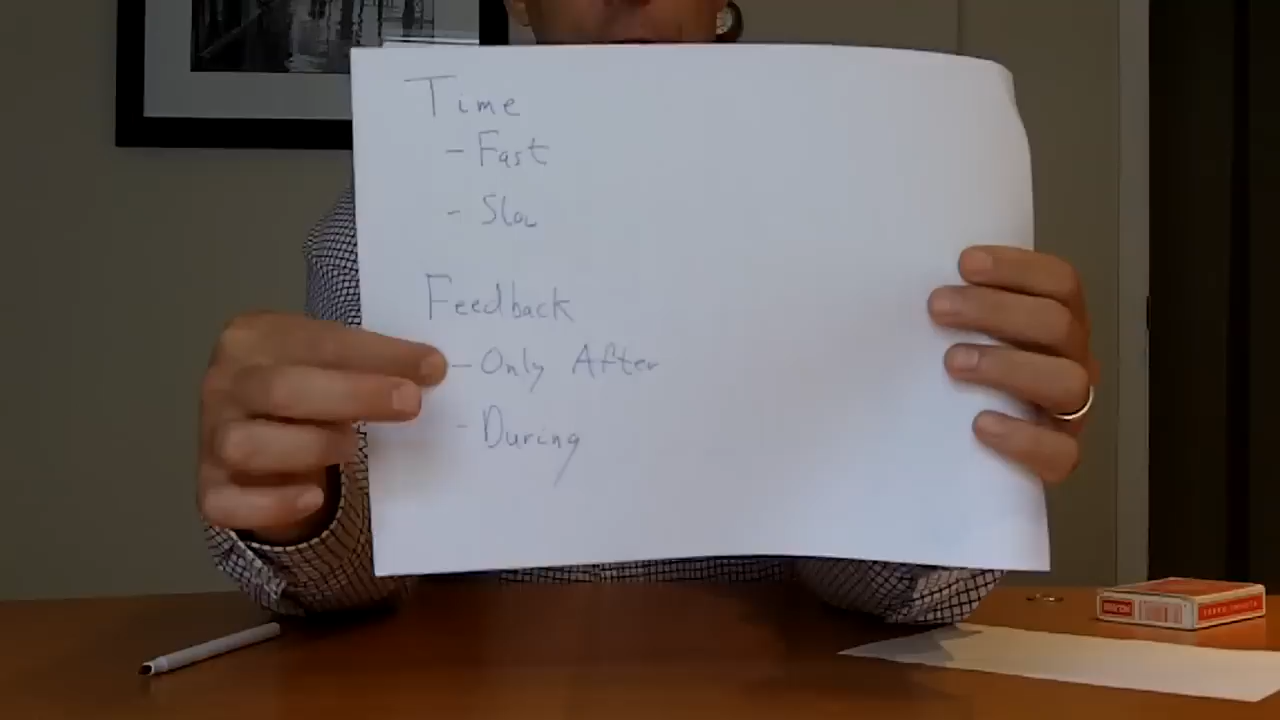 Time
- Fast
- Slow
Feedback
- Only After
- During